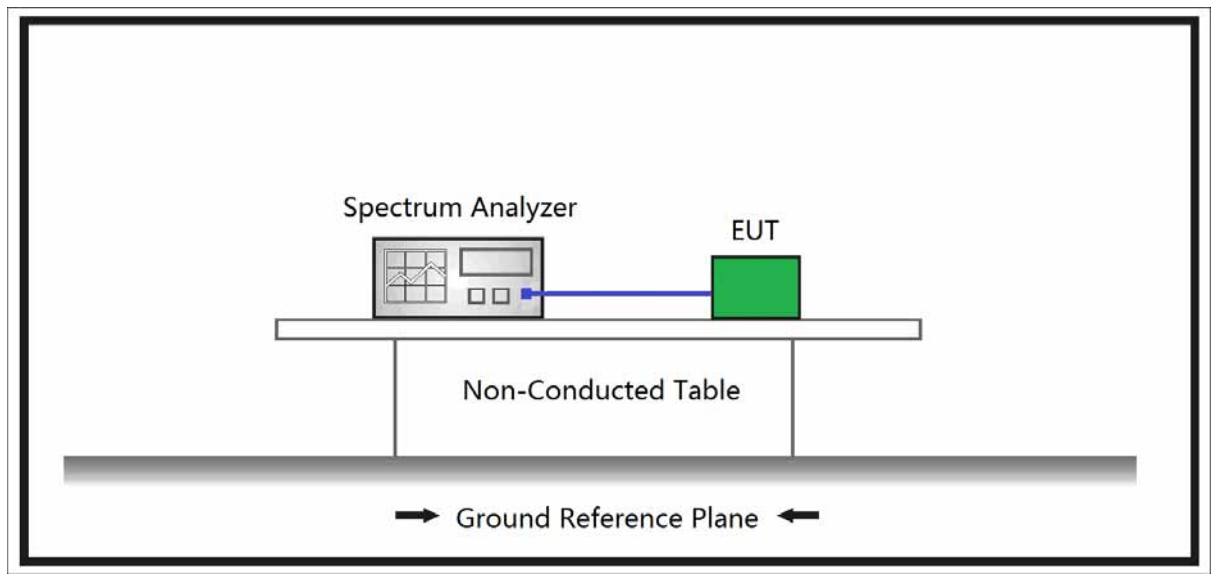 Spectrum Analyzer
EUT
Non-Conducted Table
Ground Reference Plane